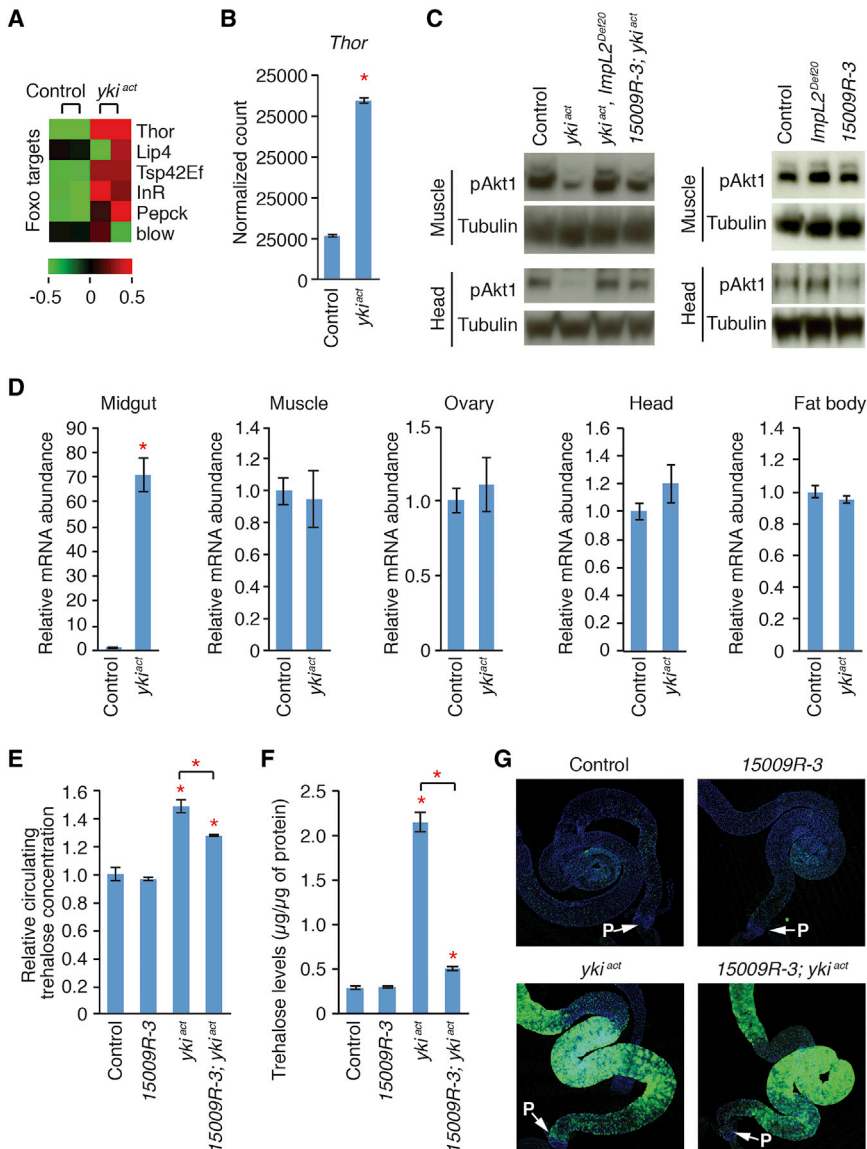 A
Control yki act
Foxo targets
Thor
Lip4
Tsp42Ef
InR
Pepck
blow
-0.5 0 0.5
B
Thor
Normalized count
25000
25000
25000
25000
25000
0
*
Control
yki act
C
Control
yki act
yki act, ImpL2 Def20
15009R-3; yki act
Muscle
pAkt1
Tubulin
Head
pAkt1
Tubulin
Control
ImpL2 Def20
15009R-3
Muscle
pAkt1
Tubulin
Head
pAkt1
Tubulin
D
Midgut
Relative mRNA abundance
90
80
70
60
50
40
30
20
10
0
*
Control
yki act
Muscle
Relative mRNA abundance
1.4
1.2
1.0
0.8
0.6
0.4
0.2
0
Control
yki act
Ovary
Relative mRNA abundance
1.5
1.0
0.5
0
Control
yki act
Head
Relative mRNA abundance
1.6
1.4
1.2
1.0
0.8
0.6
0.4
0.2
0
Control
yki act
Fat body
Relative mRNA abundance
1.4
1.2
1.0
0.8
0.6
0.4
0.2
0
Control
yki act
E
Relative circulating
trehalose concentration
1.6
1.4
1.2
1.0
0.8
0.6
0.4
0.2
0
*
*
*
Control
15009R-3
yki act
15009R-3; yki act
F
Trehalose levels (µg/µg of protein)
2.5
2.0
1.5
1.0
0.5
0
*
*
*
Control
15009R-3
yki act
15009R-3; yki act
G
Control
P
15009R-3
P
yki act
P
15009R-3; yki act
P